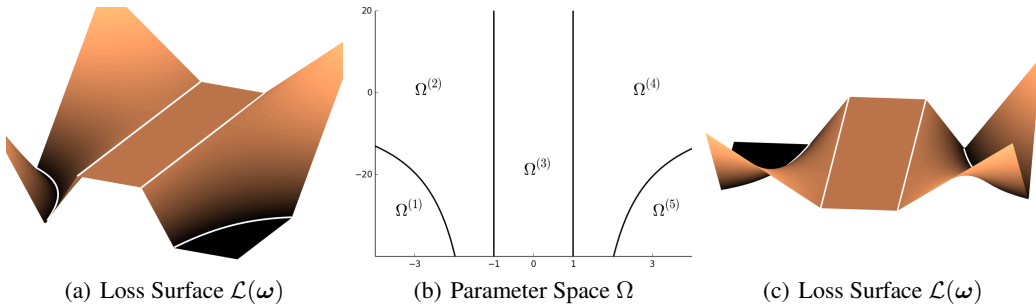 20
Ω^(2)
Ω^(4)
0
Ω^(3)
−20
Ω^(1)
Ω^(5)
−3 −1 0 1 3
(a) Loss Surface ℒ(𝝎)
(b) Parameter Space Ω
(c) Loss Surface ℒ(𝝎)